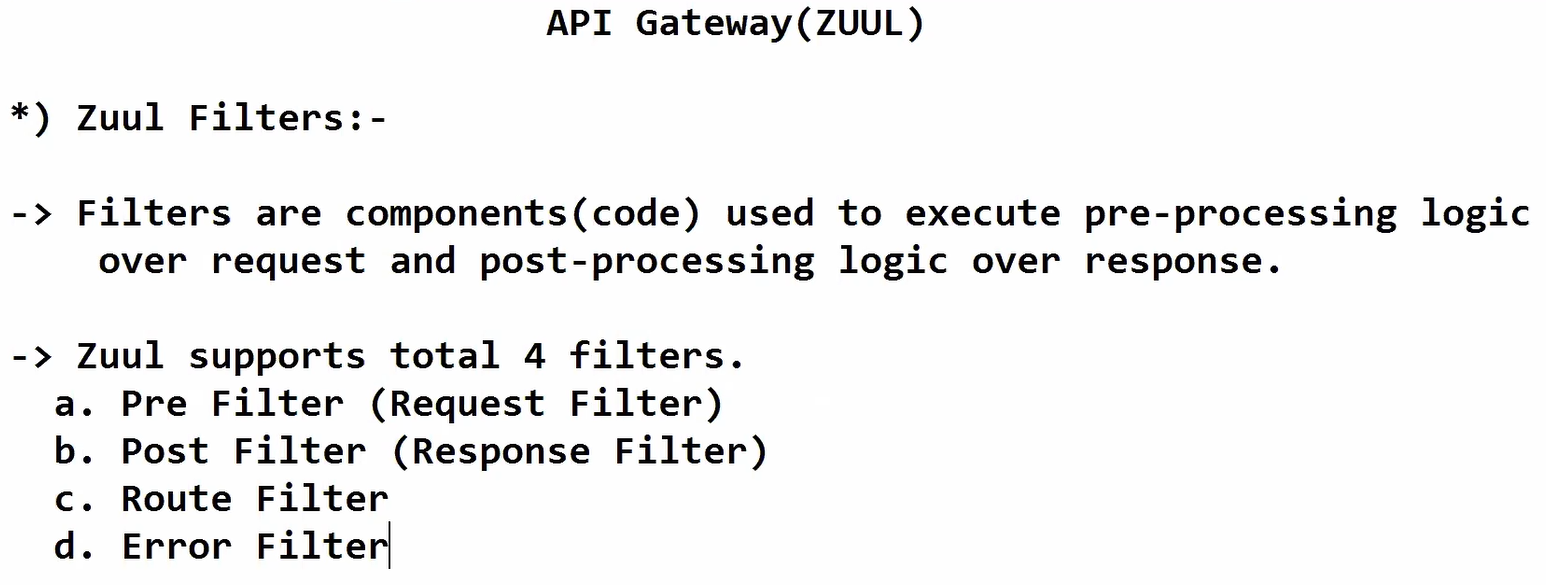 API Gateway(ZUUL)
*) Zuul Filters:-
-> Filters are components(code) used to execute pre-processing logic
over request and post-processing logic over response.
-> Zuul supports total 4 filters.
a. Pre Filter (Request Filter)
b. Post Filter (Response Filter)
c. Route Filter
d. Error Filter